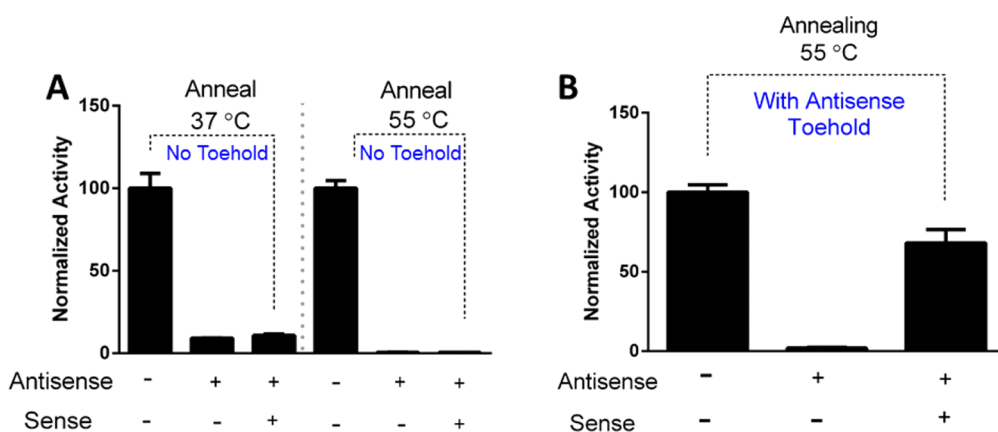 A
Anneal
37 °C
No Toehold
Anneal
55 °C
No Toehold
Normalized Activity
150
100
50
0
Antisense - + + - + +
Sense - - + - - +
B
Annealing
55 °C
With Antisense
Toehold
Normalized Activity
150
100
50
0
Antisense - + +
Sense - - +